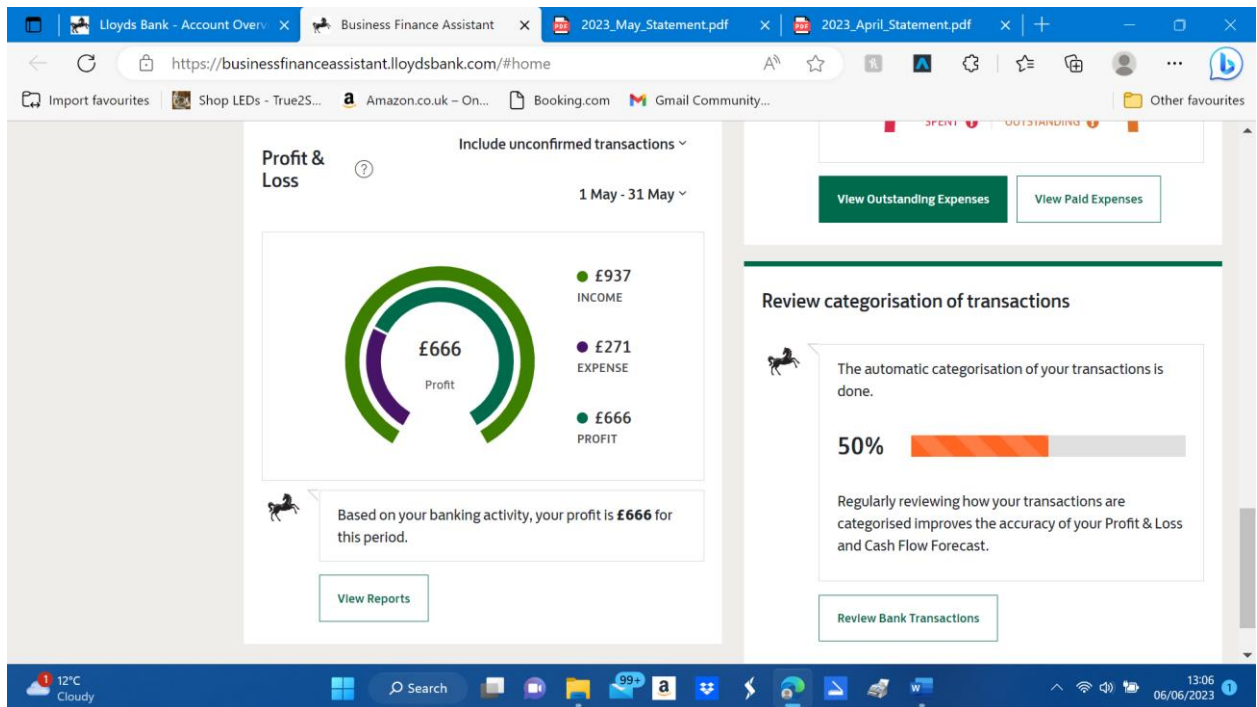 Lloyds Bank - Account Overv
Business Finance Assistant
2023_May_Statement.pdf
2023_April_Statement.pdf
https://businessfinanceassistant.lloydsbank.com/#home
Import favourites
Shop LEDs - True2S...
Amazon.co.uk – On...
Booking.com
Gmail Community...
Other favourites
Profit &
Loss
Include unconfirmed transactions
1 May - 31 May
£666
Profit
£937
INCOME
£271
EXPENSE
£666
PROFIT
Based on your banking activity, your profit is £666 for
this period.
View Reports
SPENT
OUTSTANDING
View Outstanding Expenses
View Paid Expenses
Review categorisation of transactions
The automatic categorisation of your transactions is
done.
50%
Regularly reviewing how your transactions are
categorised improves the accuracy of your Profit & Loss
and Cash Flow Forecast.
Review Bank Transactions
1
12°C
Cloudy
Search
99+
13:06
06/06/2023
1